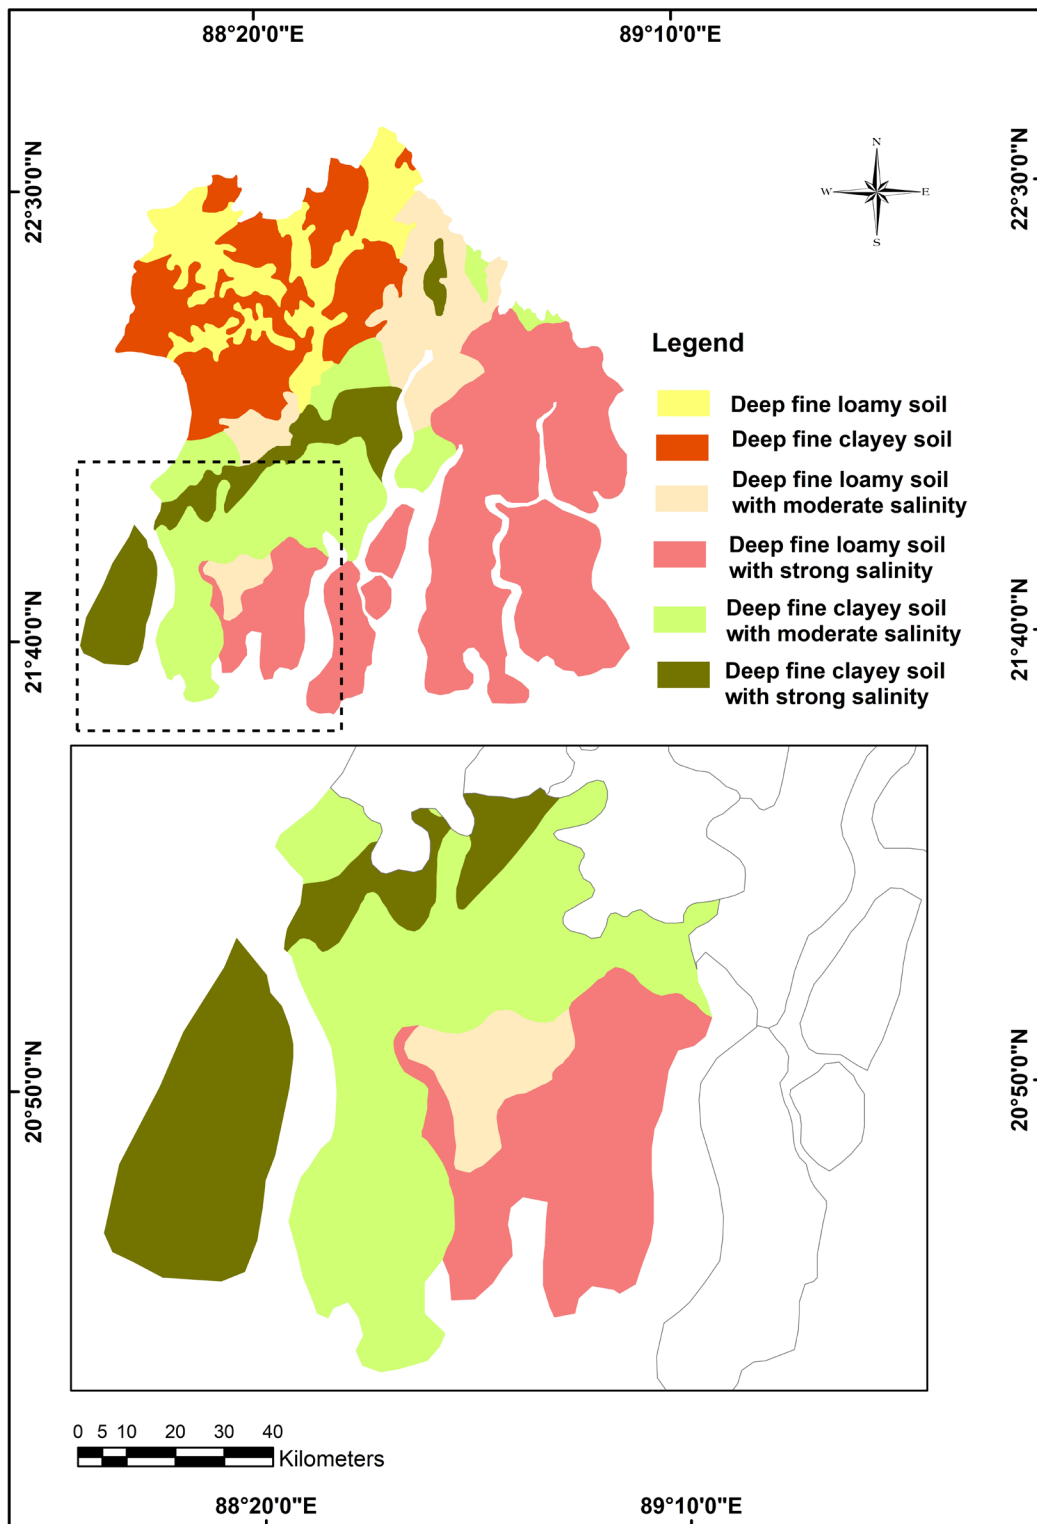 88°20'0"E 89°10'0"E
22°30'0"N
22°30'0"N
N
W E
S
Legend
Deep fine loamy soil
Deep fine clayey soil
Deep fine loamy soil
with moderate salinity
Deep fine loamy soil
with strong salinity
Deep fine clayey soil
with moderate salinity
Deep fine clayey soil
with strong salinity
21°40'0"N
21°40'0"N
20°50'0"N
20°50'0"N
0 5 10 20 30 40
Kilometers
88°20'0"E 89°10'0"E